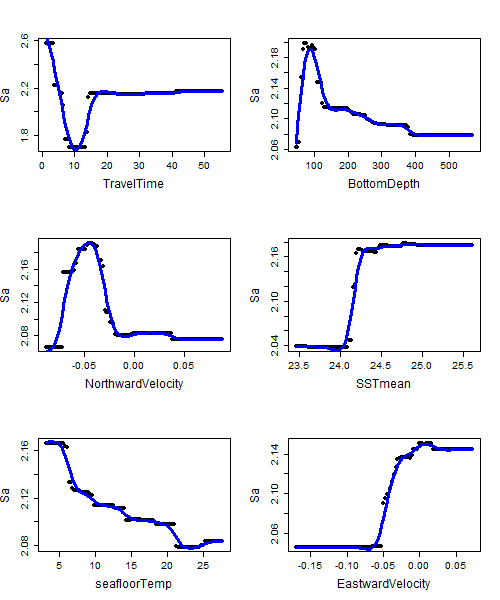 2.6
2.2
1.8
Sa
0 10 20 30 40 50
TravelTime
2.18
2.14
2.10
2.06
Sa
100 200 300 400 500
BottomDepth
2.16
2.12
2.08
Sa
-0.05 0.00 0.05
NorthwardVelocity
2.16
2.10
2.04
Sa
23.5 24.0 24.5 25.0 25.5
SSTmean
2.16
2.12
2.08
Sa
5 10 15 20 25
seafloorTemp
2.14
2.10
2.06
Sa
-0.15 -0.10 -0.05 0.00 0.05
EastwardVelocity